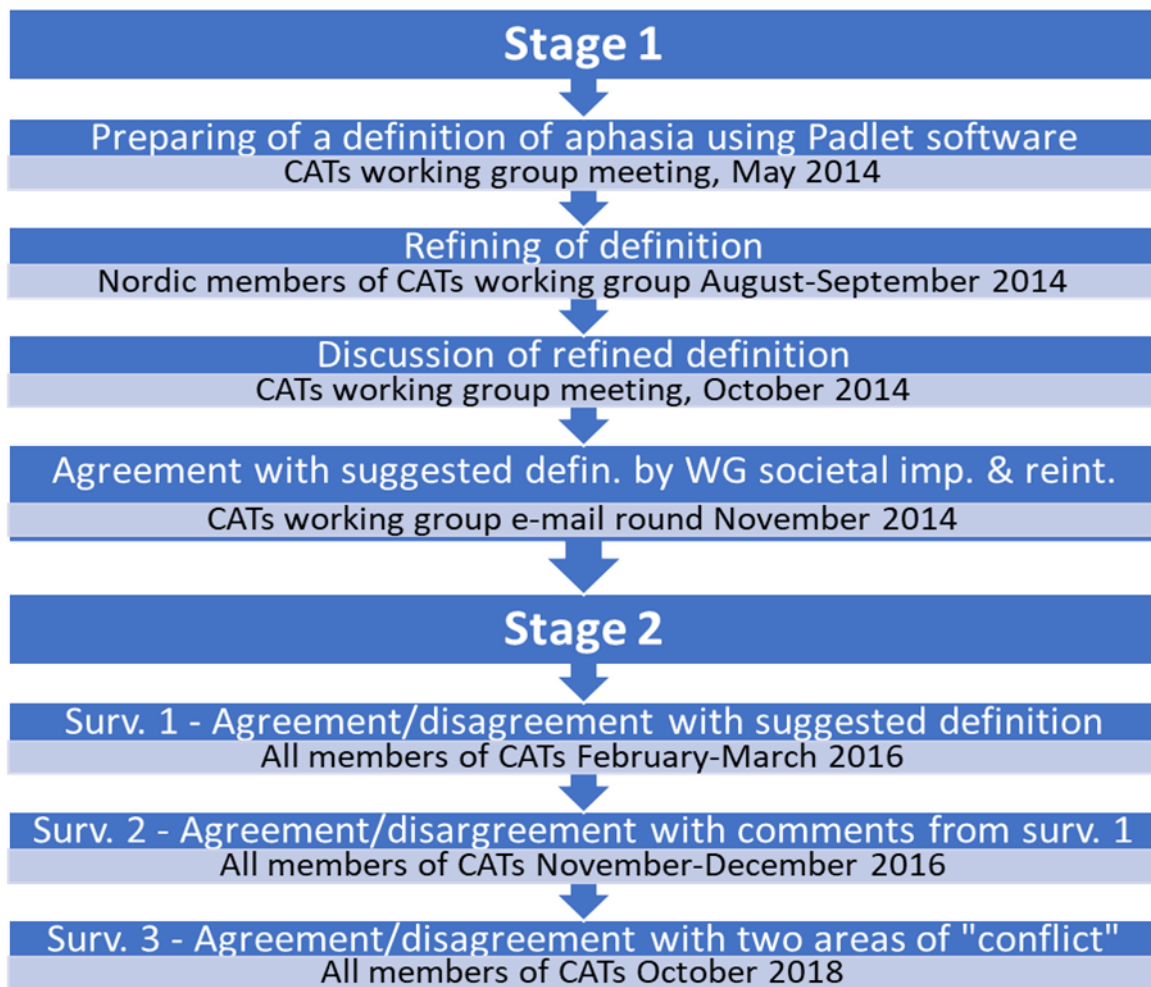 Stage 1
Preparing of a definition of aphasia using Padlet software
CATs working group meeting, May 2014
Refining of definition
Nordic members of CATs working group August-September 2014
Discussion of refined definition
CATs working group meeting, October 2014
Agreement with suggested defin. by WG societal imp. & reint.
CATs working group e-mail round November 2014
Stage 2
Surv. 1 - Agreement/disagreement with suggested definition
All members of CATs February-March 2016
Surv. 2 - Agreement/disargreement with comments from surv. 1
All members of CATs November-December 2016
Surv. 3 - Agreement/disagreement with two areas of "conflict"
All members of CATs October 2018